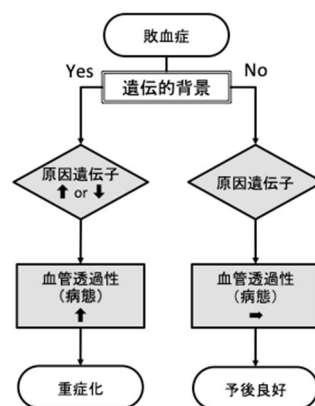 敗血症
Yes
遺伝的背景
No
原因遺伝子
⬆ or ⬇
原因遺伝子
血管透過性
(病態)
⬆
血管透過性
(病態)
➡
重症化
予後良好